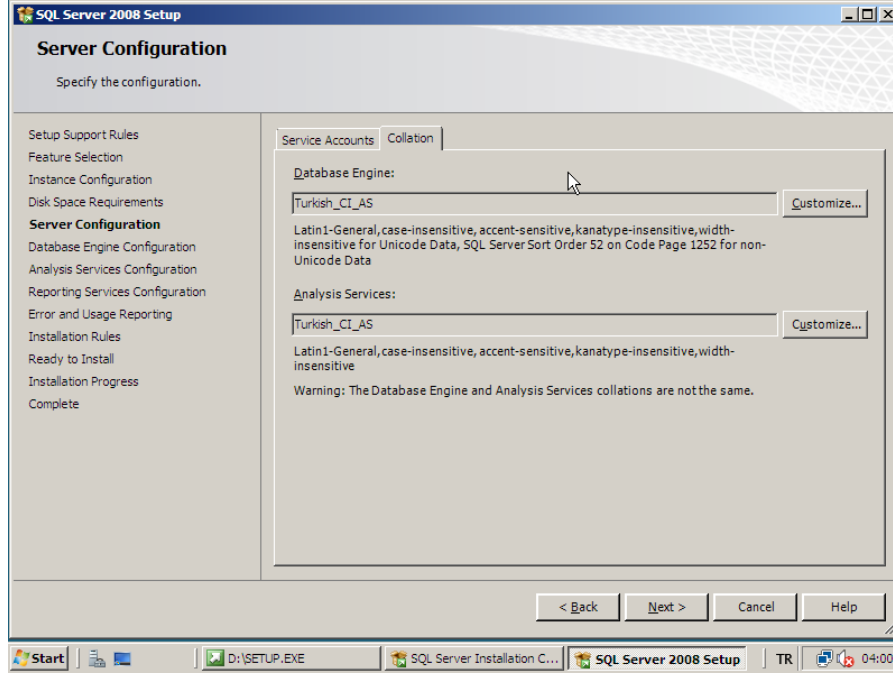 SQL Server 2008 Setup
Server Configuration
Specify the configuration.
Setup Support Rules
Feature Selection
Instance Configuration
Disk Space Requirements
Server Configuration
Database Engine Configuration
Analysis Services Configuration
Reporting Services Configuration
Error and Usage Reporting
Installation Rules
Ready to Install
Installation Progress
Complete
Service Accounts
Collation
Database Engine:
Turkish_CI_AS
Customize...
Latin1-General,case-insensitive, accent-sensitive,kanatype-insensitive,width-
insensitive for Unicode Data, SQL Server Sort Order 52 on Code Page 1252 for non-
Unicode Data
Analysis Services:
Turkish_CI_AS
Customize...
Latin1-General,case-insensitive, accent-sensitive,kanatype-insensitive,width-
insensitive
Warning: The Database Engine and Analysis Services collations are not the same.
< Back
Next >
Cancel
Help
Start
D:\SETUP.EXE
SQL Server Installation C...
SQL Server 2008 Setup
TR
04:00